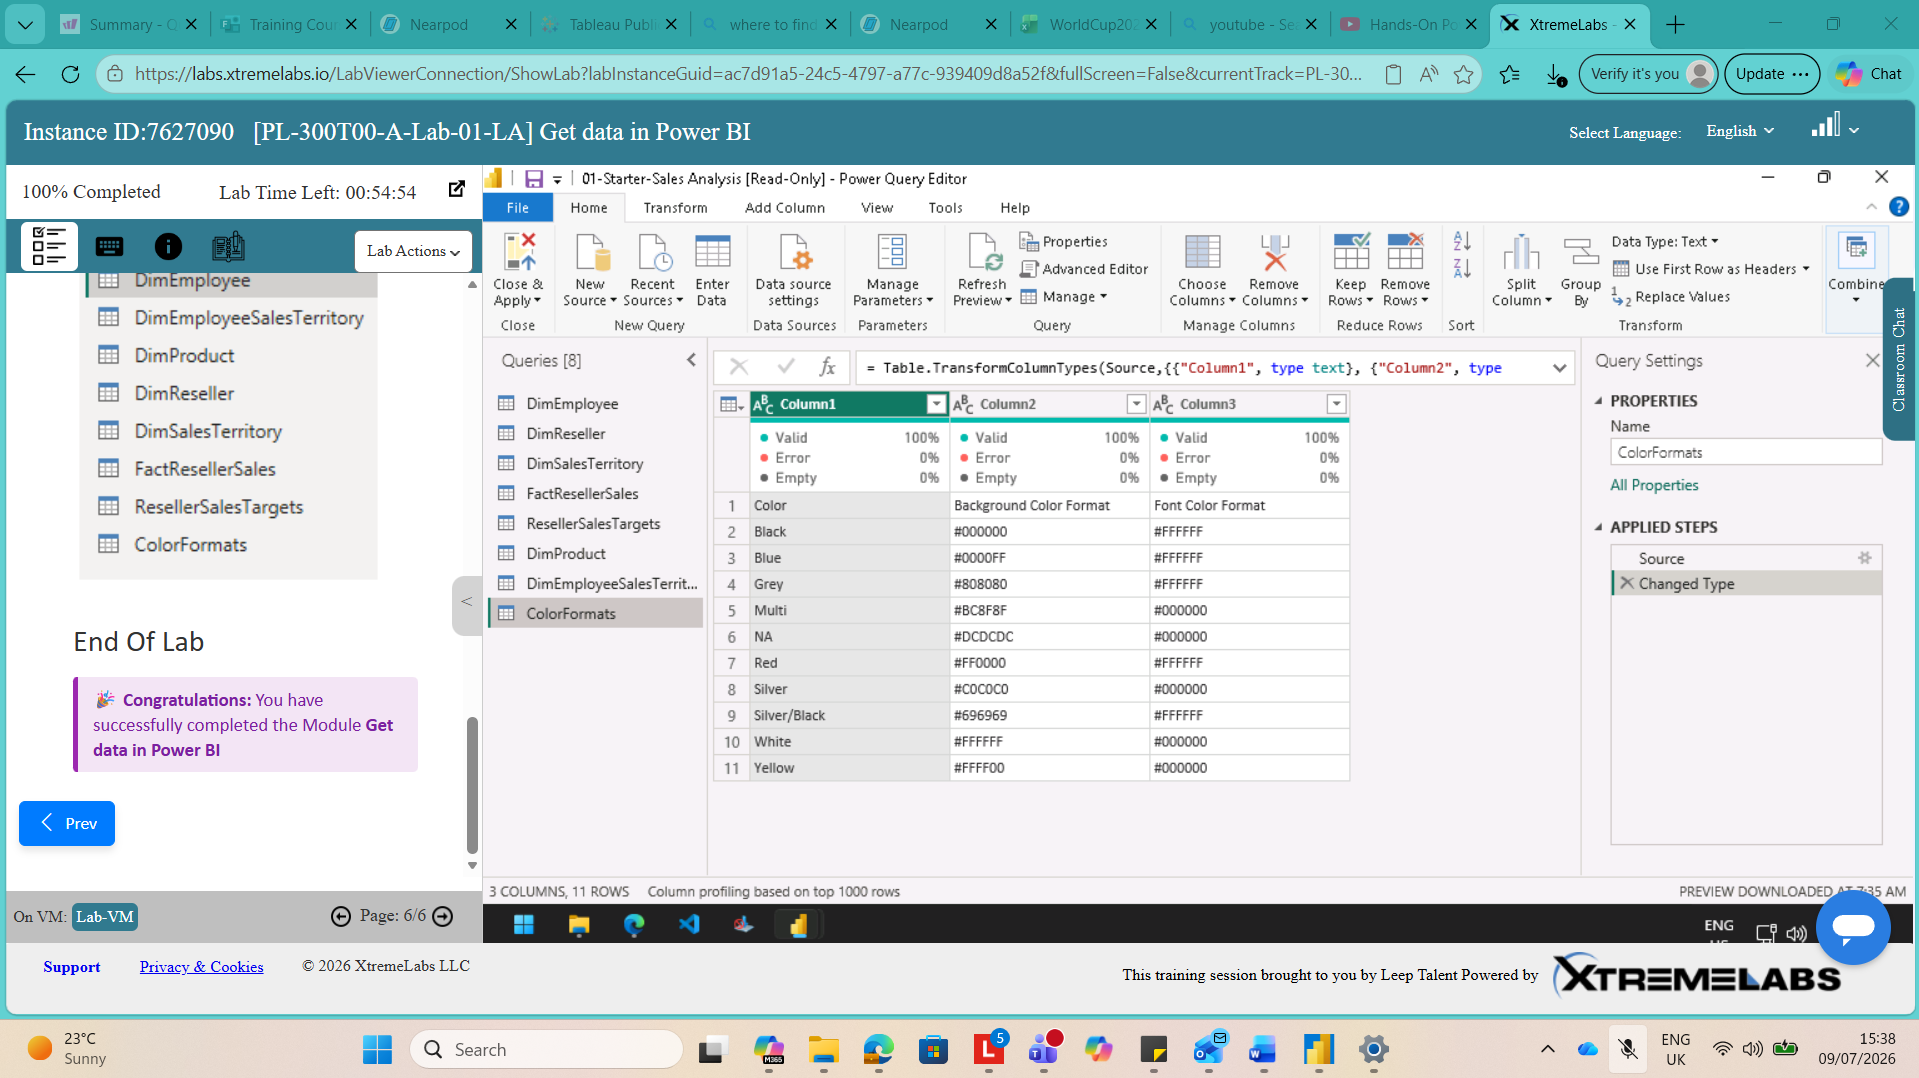 Summary - Q
Training Cour
Nearpod
Tableau Publi
where to find
Nearpod
WorldCup202
youtube - Sea
Hands-On Po
XtremeLabs -
https://labs.xtremelabs.io/LabViewerConnection/ShowLab?labInstanceGuid=ac7d91a5-24c5-4797-a77c-939409d8a52f&fullScreen=False&currentTrack=PL-30...
Verify it's you
Update
Chat
Instance ID:7627090 [PL-300T00-A-Lab-01-LA] Get data in Power BI
Select Language:
English
100% Completed
Lab Time Left: 00:54:54
Lab Actions
DimEmployee
DimEmployeeSalesTerritory
DimProduct
DimReseller
DimSalesTerritory
FactResellerSales
ResellerSalesTargets
ColorFormats
End Of Lab
Congratulations: You have
successfully completed the Module Get
data in Power BI
Prev
On VM: Lab-VM
Page: 6/6
01-Starter-Sales Analysis [Read-Only] - Power Query Editor
File
Home
Transform
Add Column
View
Tools
Help
Close &
Apply
Close
New
Source
Recent
Sources
Enter
Data
New Query
Data source
settings
Data Sources
Manage
Parameters
Parameters
Refresh
Preview
Properties
Advanced Editor
Manage
Query
Choose
Columns
Remove
Columns
Manage Columns
Keep
Rows
Remove
Rows
Reduce Rows
Sort
Split
Column
Group
By
Data Type: Text
Use First Row as Headers
Replace Values
Transform
Combine
Classroom Chat
Queries [8]
DimEmployee
DimReseller
DimSalesTerritory
FactResellerSales
ResellerSalesTargets
DimProduct
DimEmployeeSalesTerrit...
ColorFormats
fx
= Table.TransformColumnTypes(Source,{{"Column1", type text}, {"Column2", type
ABC Column1 ABC Column2 ABC Column3
Valid 100% Valid 100% Valid 100%
Error 0% Error 0% Error 0%
Empty 0% Empty 0% Empty 0%
1 Color Background Color Format Font Color Format
2 Black #000000 #FFFFFF
3 Blue #0000FF #FFFFFF
4 Grey #808080 #FFFFFF
5 Multi #BC8F8F #000000
6 NA #DCDCDC #000000
7 Red #FF0000 #FFFFFF
8 Silver #C0C0C0 #000000
9 Silver/Black #696969 #FFFFFF
10 White #FFFFFF #000000
11 Yellow #FFFF00 #000000
Query Settings
PROPERTIES
Name
ColorFormats
All Properties
APPLIED STEPS
Source
Changed Type
3 COLUMNS, 11 ROWS Column profiling based on top 1000 rows
PREVIEW DOWNLOADED AT 7:35 AM
ENG
Support
Privacy & Cookies
© 2026 XtremeLabs LLC
This training session brought to you by Leep Talent Powered by
XTREMELABS
23°C
Sunny
Search
M365
5
ENG
UK
15:38
09/07/2026